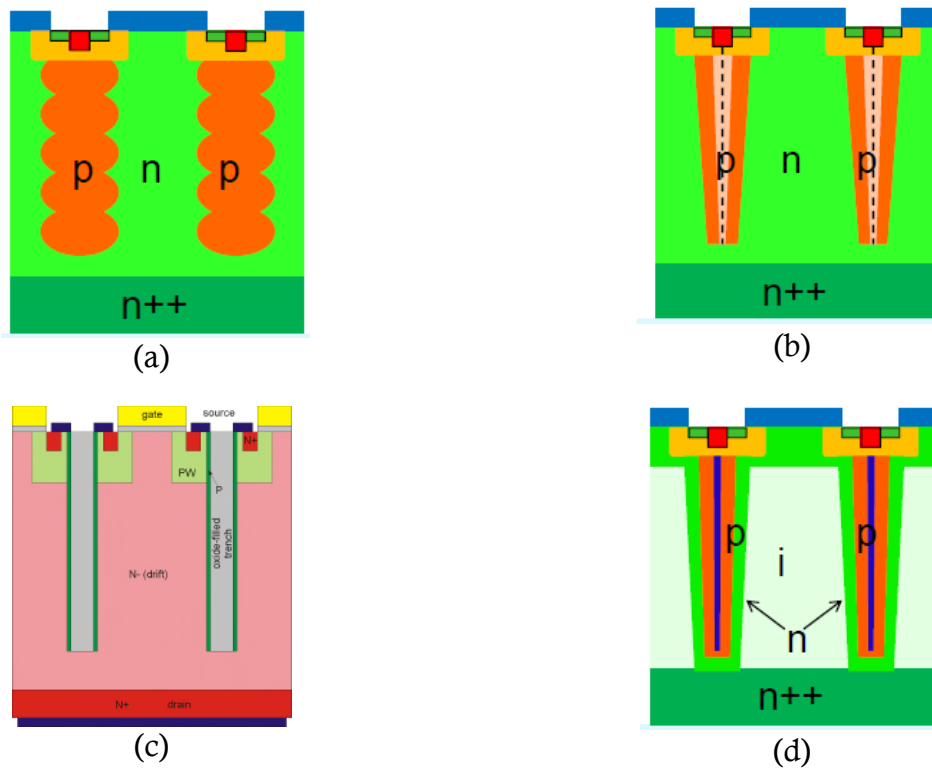 p n p
n++
(a)
p n p
n++
(b)
gate source
N+
PW
P
oxide-filled
trench
N- (drift)
N+ drain
(c)
p p
i
n
n++
(d)